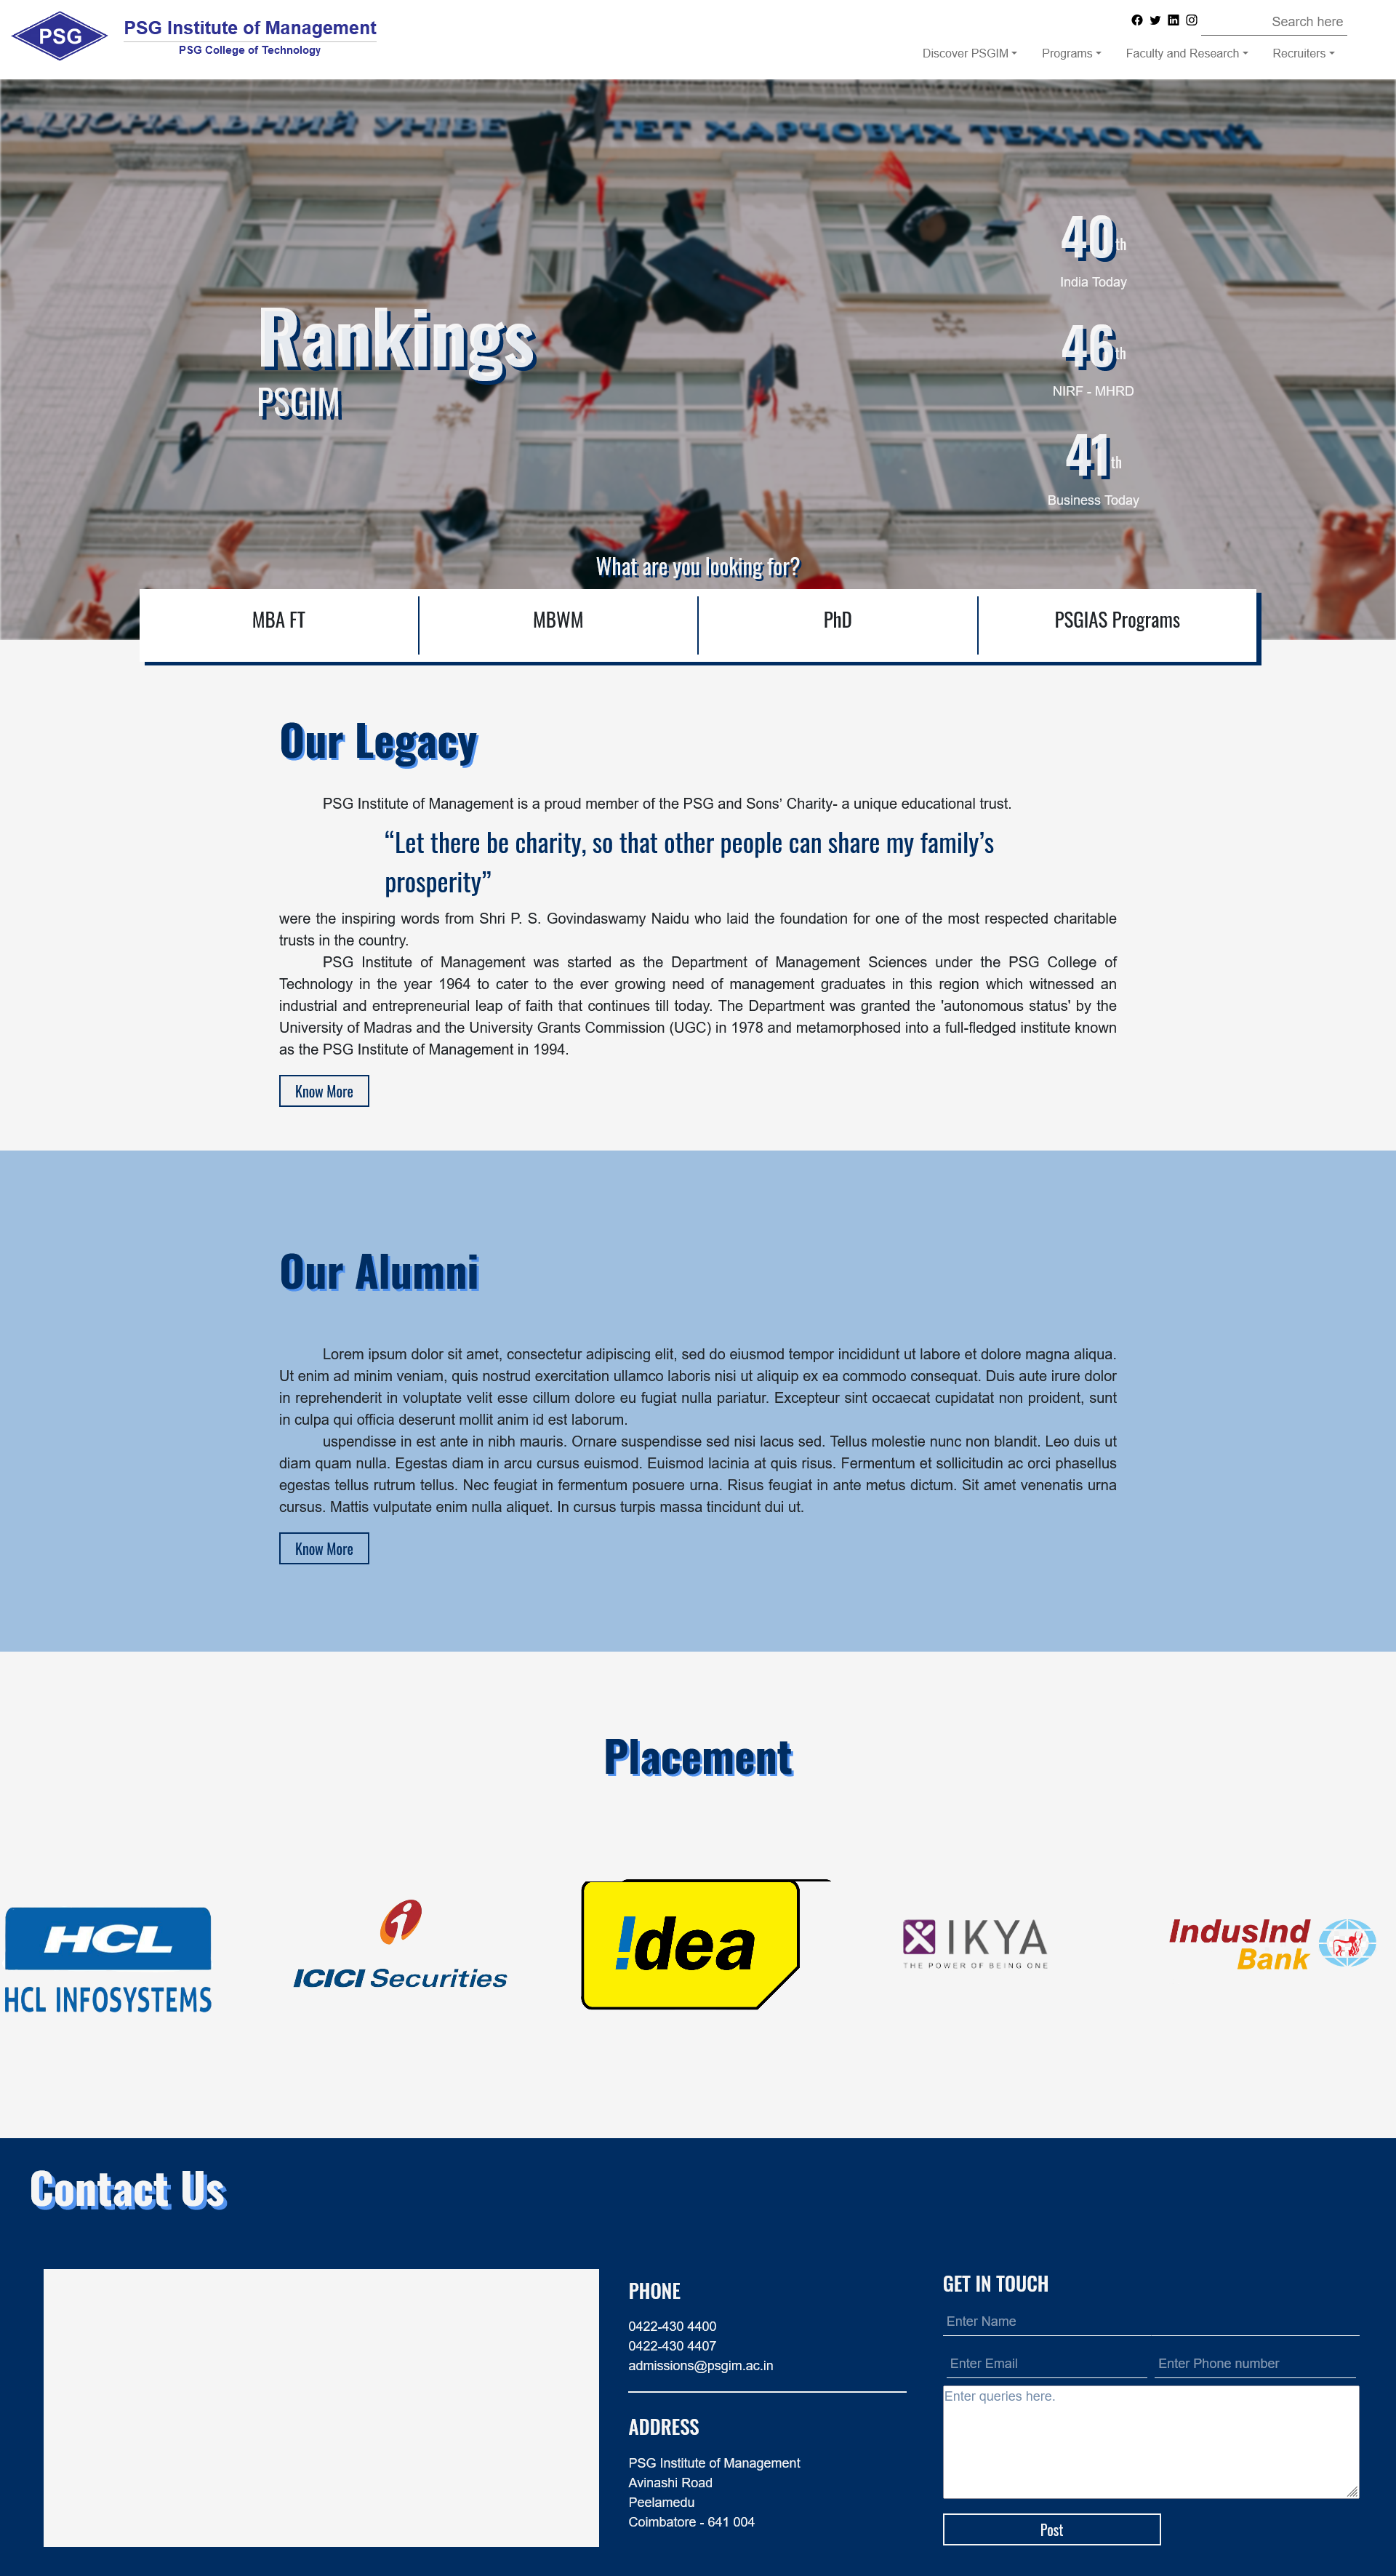 PSG
PSG Institute of Management
PSG College of Technology
Search here
Discover PSGIM
Programs
Faculty and Research
Recruiters
АЦІОНАЛЬНИЙ УНІВЕ
ТЕТ ХАРЧОВИХ ТЕХНОЛОГІЙ
40th
India Today
Rankings
PSGIM
46th
NIRF - MHRD
41th
Business Today
What are you looking for?
MBA FT
MBWM
PhD
PSGIAS Programs
Our Legacy
PSG Institute of Management is a proud member of the PSG and Sons’ Charity- a unique educational trust.
“Let there be charity, so that other people can share my family’s
prosperity”
were the inspiring words from Shri P. S. Govindaswamy Naidu who laid the foundation for one of the most respected charitable
trusts in the country.
PSG Institute of Management was started as the Department of Management Sciences under the PSG College of
Technology in the year 1964 to cater to the ever growing need of management graduates in this region which witnessed an
industrial and entrepreneurial leap of faith that continues till today. The Department was granted the 'autonomous status' by the
University of Madras and the University Grants Commission (UGC) in 1978 and metamorphosed into a full-fledged institute known
as the PSG Institute of Management in 1994.
Know More
Our Alumni
Lorem ipsum dolor sit amet, consectetur adipiscing elit, sed do eiusmod tempor incididunt ut labore et dolore magna aliqua.
Ut enim ad minim veniam, quis nostrud exercitation ullamco laboris nisi ut aliquip ex ea commodo consequat. Duis aute irure dolor
in reprehenderit in voluptate velit esse cillum dolore eu fugiat nulla pariatur. Excepteur sint occaecat cupidatat non proident, sunt
in culpa qui officia deserunt mollit anim id est laborum.
uspendisse in est ante in nibh mauris. Ornare suspendisse sed nisi lacus sed. Tellus molestie nunc non blandit. Leo duis ut
diam quam nulla. Egestas diam in arcu cursus euismod. Euismod lacinia at quis risus. Fermentum et sollicitudin ac orci phasellus
egestas tellus rutrum tellus. Nec feugiat in fermentum posuere urna. Risus feugiat in ante metus dictum. Sit amet venenatis urna
cursus. Mattis vulputate enim nulla aliquet. In cursus turpis massa tincidunt dui ut.
Know More
Placement
HCL
HCL INFOSYSTEMS
ICICI Securities
!dea
IKYA
THE POWER OF BEING ONE
IndusInd
Bank
Contact Us
PHONE
0422-430 4400
0422-430 4407
admissions@psgim.ac.in
ADDRESS
PSG Institute of Management
Avinashi Road
Peelamedu
Coimbatore - 641 004
GET IN TOUCH
Enter Name
Enter Email
Enter Phone number
Enter queries here.
Post